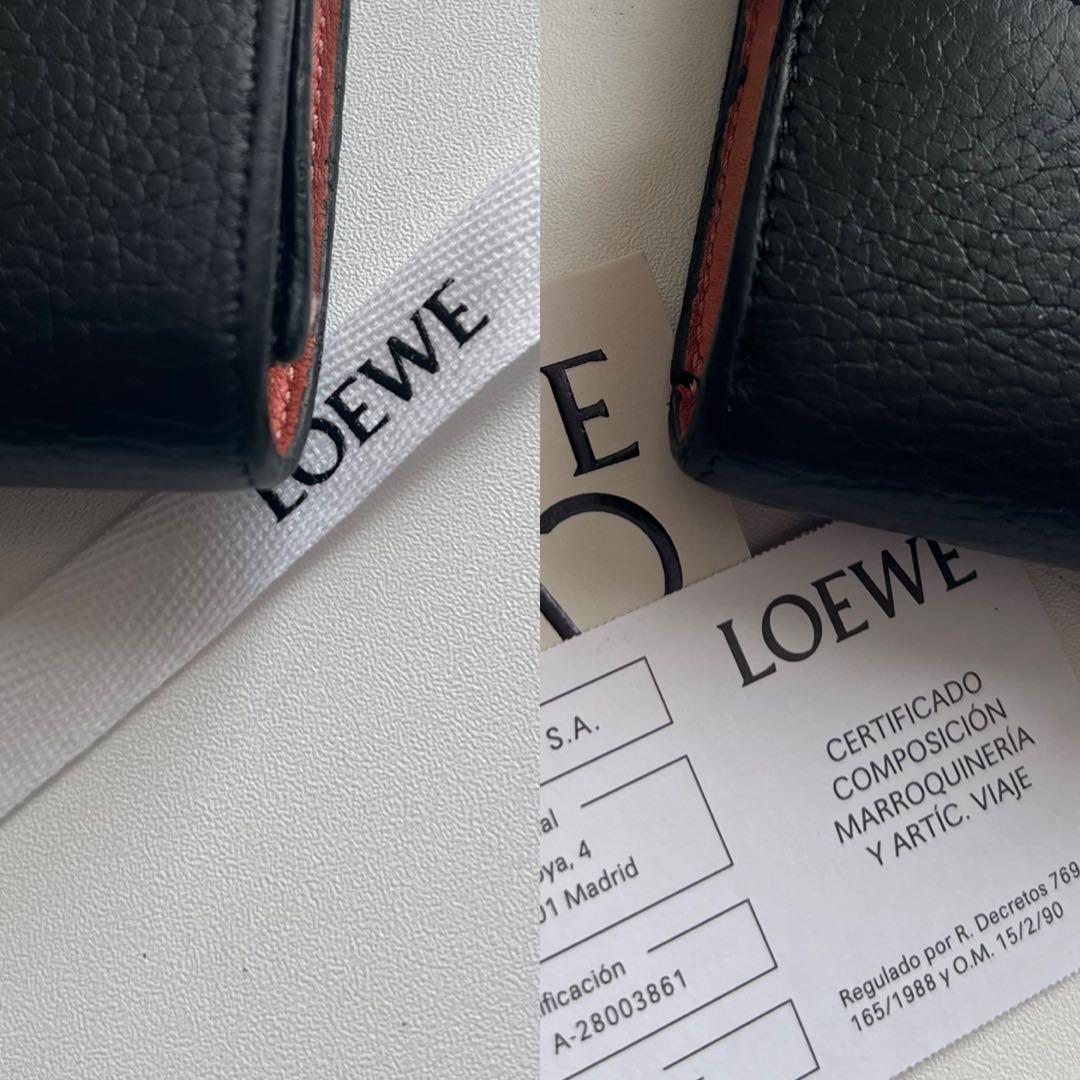 LOEWE
E
LOEWE
CERTIFICADO
COMPOSICIÓN
MARROQUINERÍA
Y ARTÍC. VIAJE
Regulado por R. Decretos 769
165/1988 y O.M. 15/2/90
S.A.
al
oya, 4
01 Madrid
ificación
A-28003861